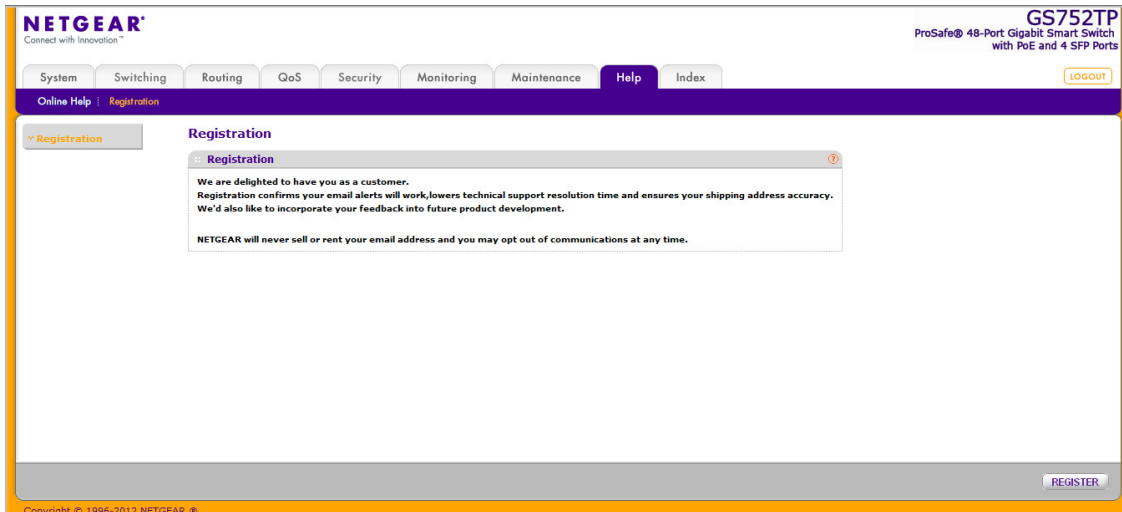 NETGEAR®
Connect with Innovation™
GS752TP
ProSafe® 48-Port Gigabit Smart Switch
with PoE and 4 SFP Ports
System Switching Routing QoS Security Monitoring Maintenance Help Index
LOGOUT
Online Help Registration
Registration
Registration
Registration
?
We are delighted to have you as a customer.
Registration confirms your email alerts will work,lowers technical support resolution time and ensures your shipping address accuracy.
We'd also like to incorporate your feedback into future product development.
NETGEAR will never sell or rent your email address and you may opt out of communications at any time.
REGISTER
Copyright © 1996-2012 NETGEAR ®